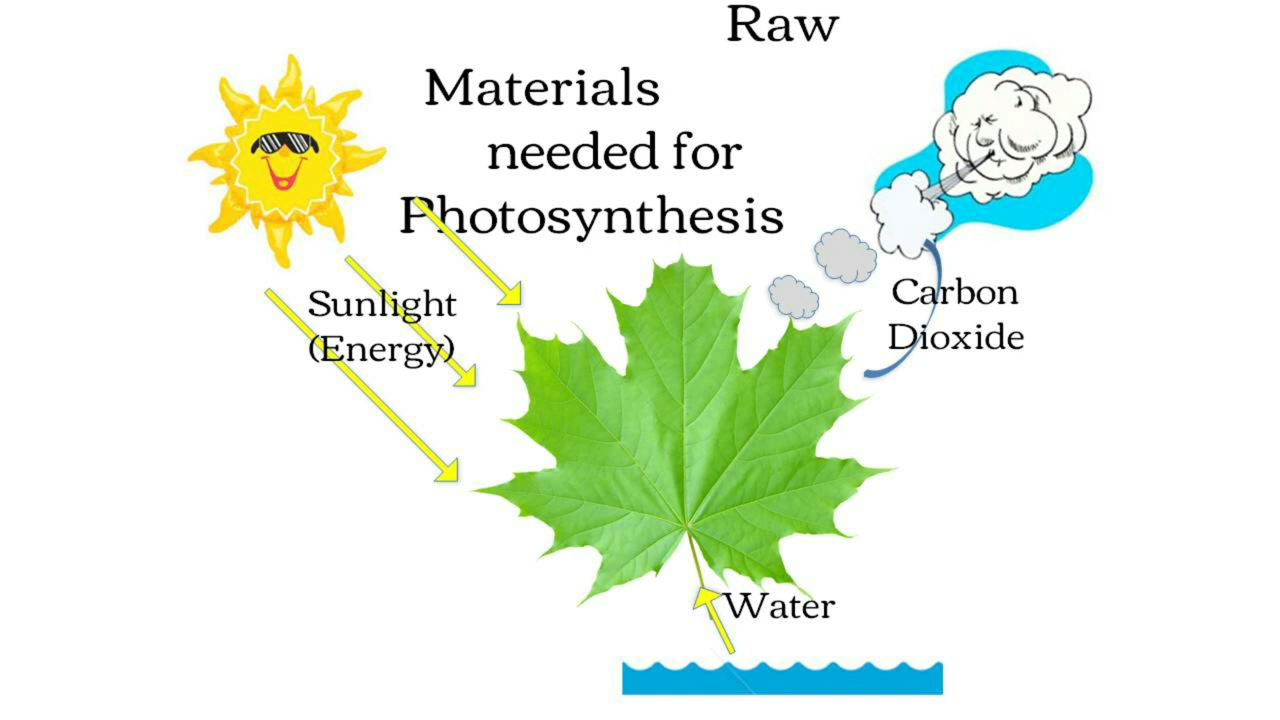 Raw
Materials
needed for
Photosynthesis
Sunlight
(Energy)
Carbon
Dioxide
Water